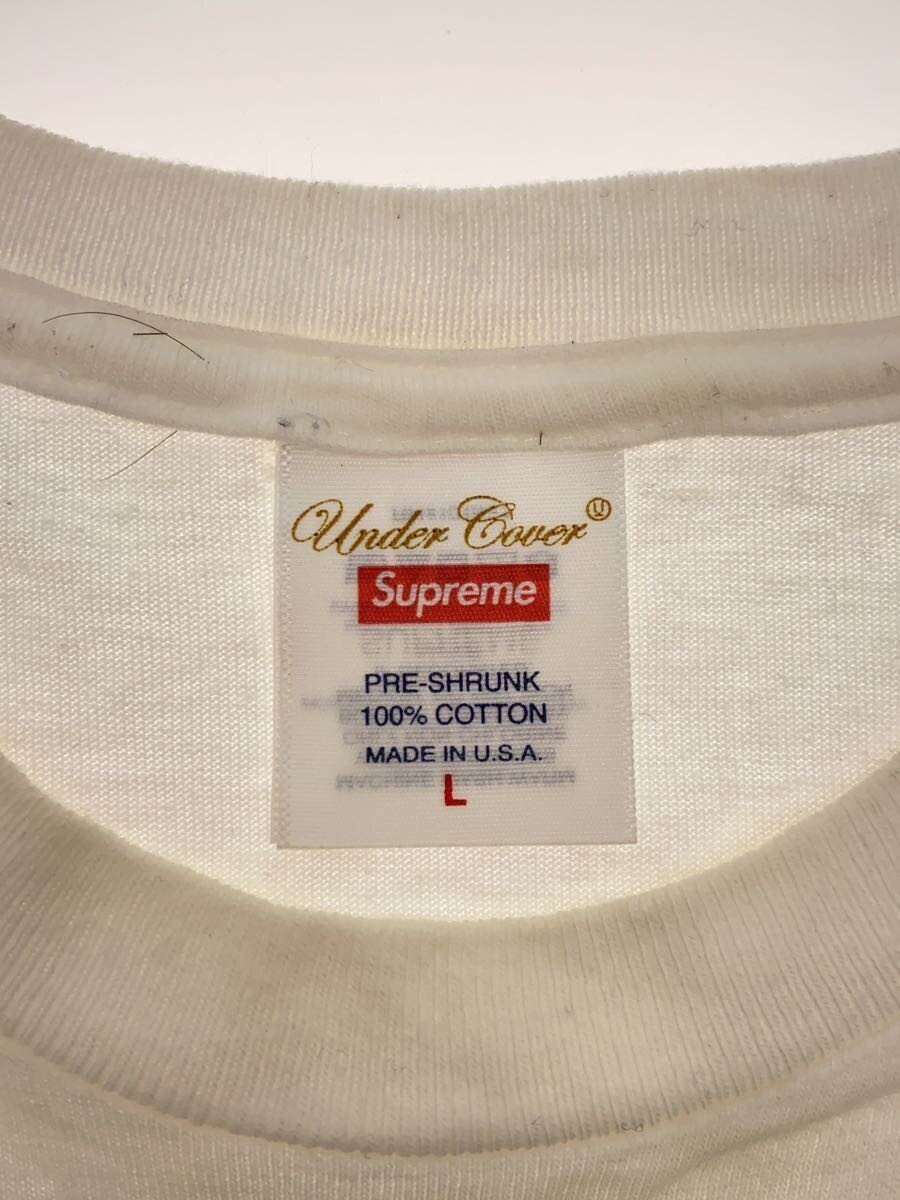 Under Cover Ⓤ
Supreme
PRE-SHRUNK
100% COTTON
MADE IN U.S.A.
L